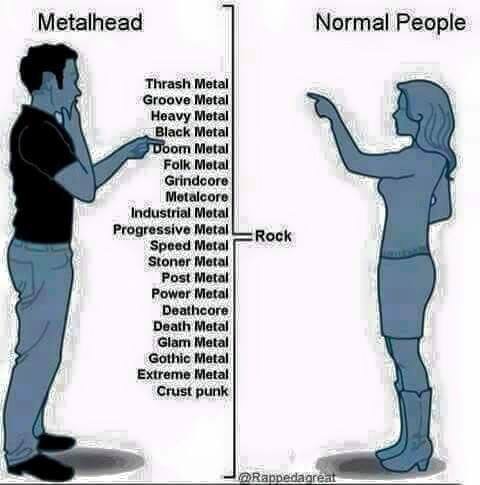 Metalhead
Normal People
Thrash Metal
Groove Metal
Heavy Metal
Black Metal
Doom Metal
Folk Metal
Grindcore
Metalcore
Industrial Metal
Progressive Metal
Speed Metal
Stoner Metal
Post Metal
Power Metal
Deathcore
Death Metal
Glam Metal
Gothic Metal
Extreme Metal
Crust punk
Rock
@Rappedagreat